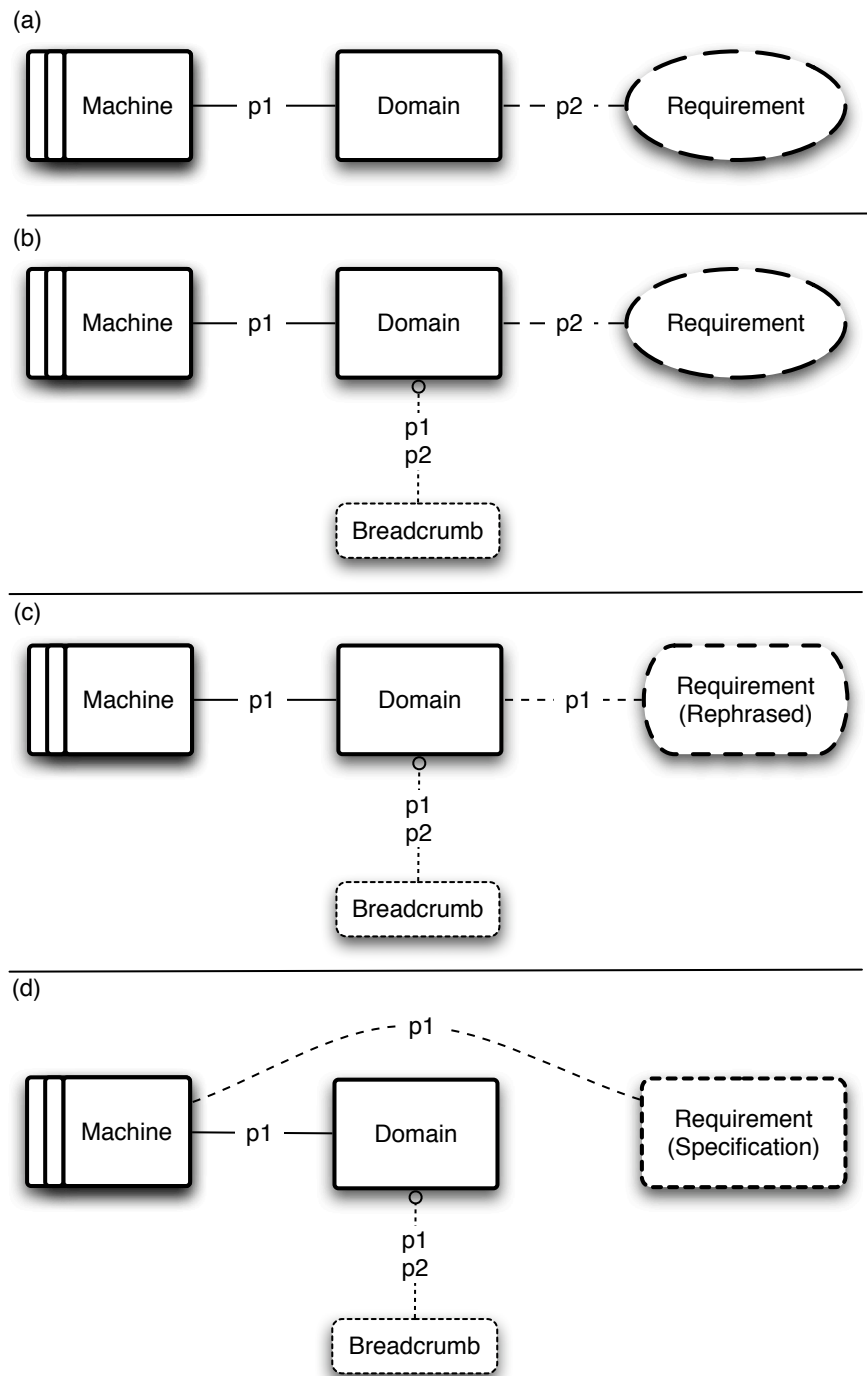 (a)
Machine
p1
Domain
p2
Requirement
(b)
Machine
p1
Domain
p2
Requirement
p1
p2
Breadcrumb
(c)
Machine
p1
Domain
p1
Requirement
(Rephrased)
p1
p2
Breadcrumb
(d)
p1
Machine
p1
Domain
Requirement
(Specification)
p1
p2
Breadcrumb